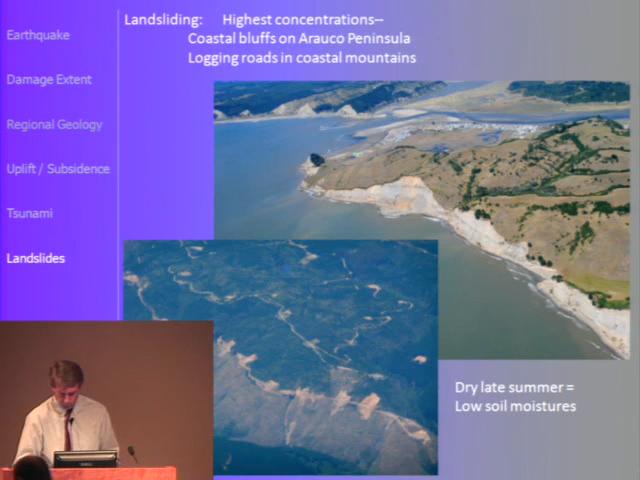 Landsliding: Highest concentrations--
Coastal bluffs on Arauco Peninsula
Logging roads in coastal mountains
Earthquake
Damage Extent
Regional Geology
Uplift / Subsidence
Tsunami
Landslides
Dry late summer =
Low soil moistures